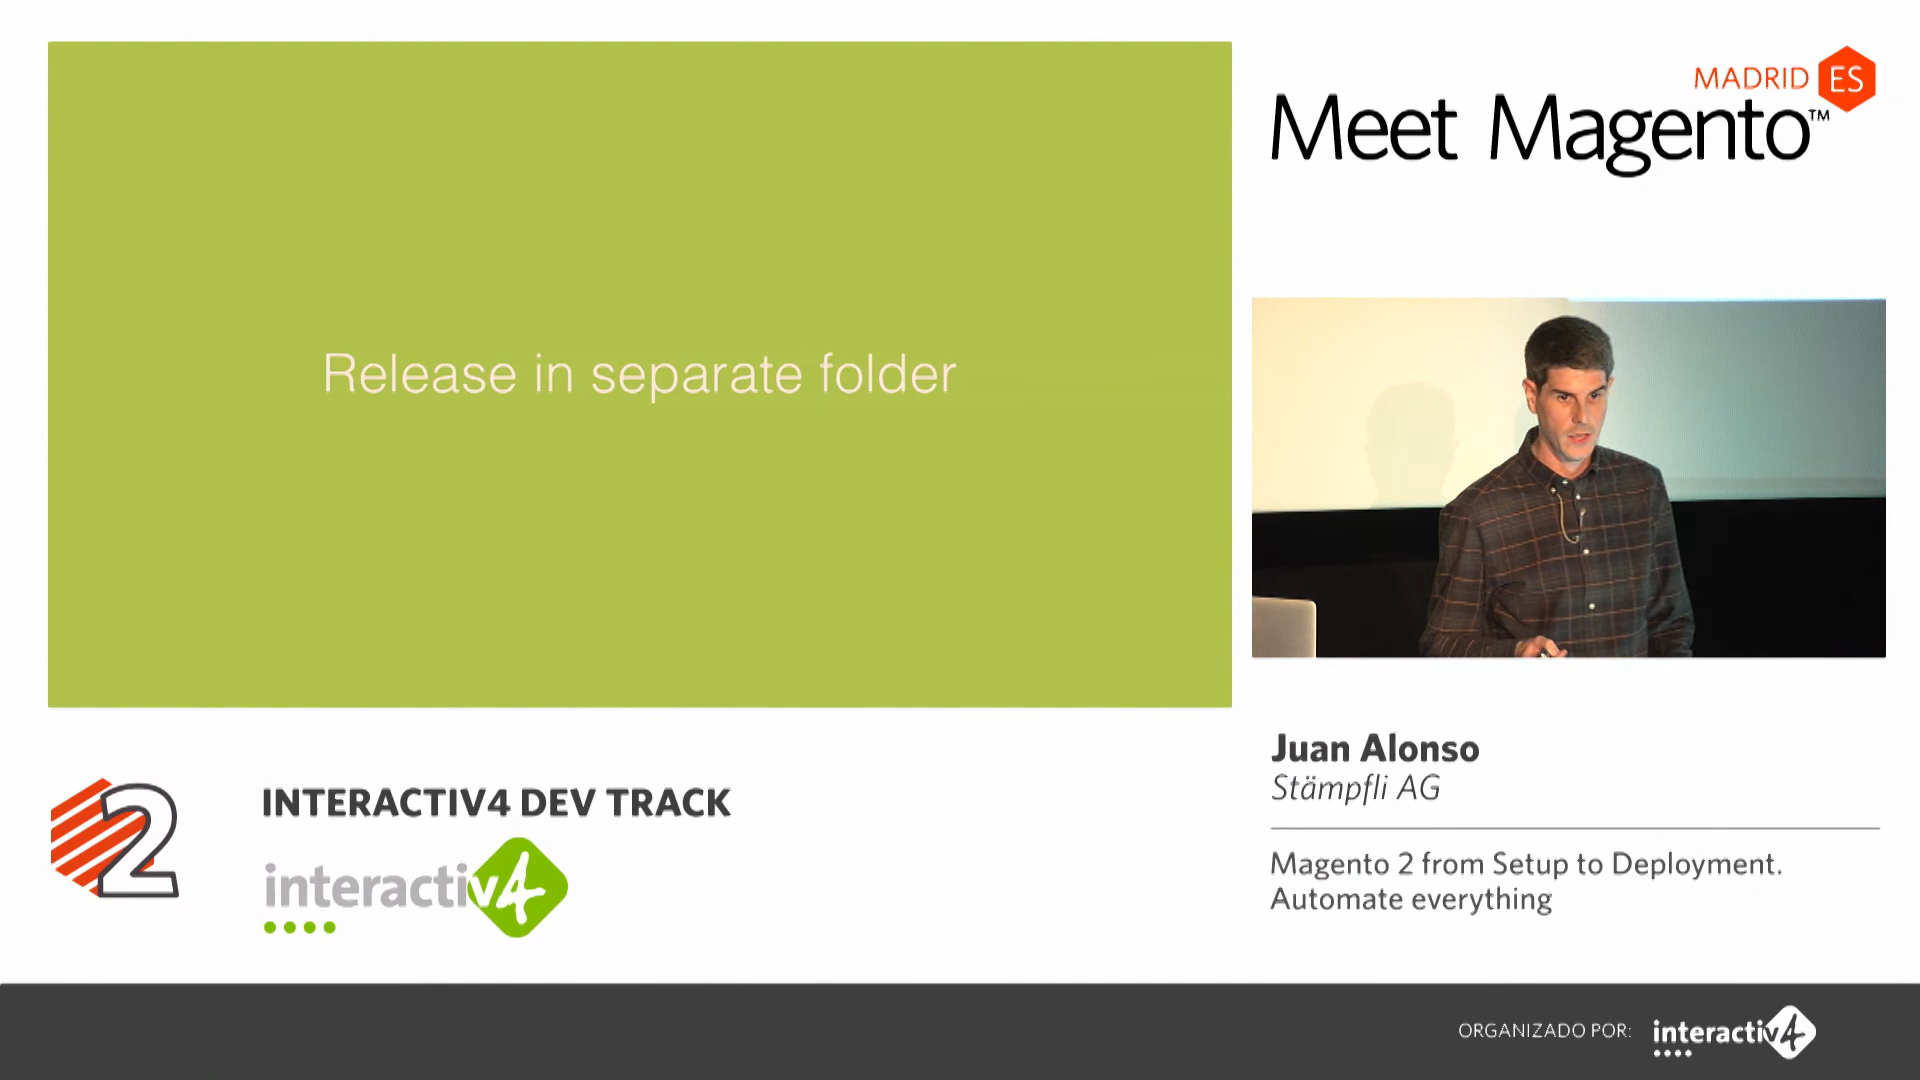 Release in separate folder
MADRID ES
Meet Magento™
Juan Alonso
Stämpfli AG
Magento 2 from Setup to Deployment.
Automate everything
2
INTERACTIV4 DEV TRACK
interactiv4
ORGANIZADO POR: interactiv4